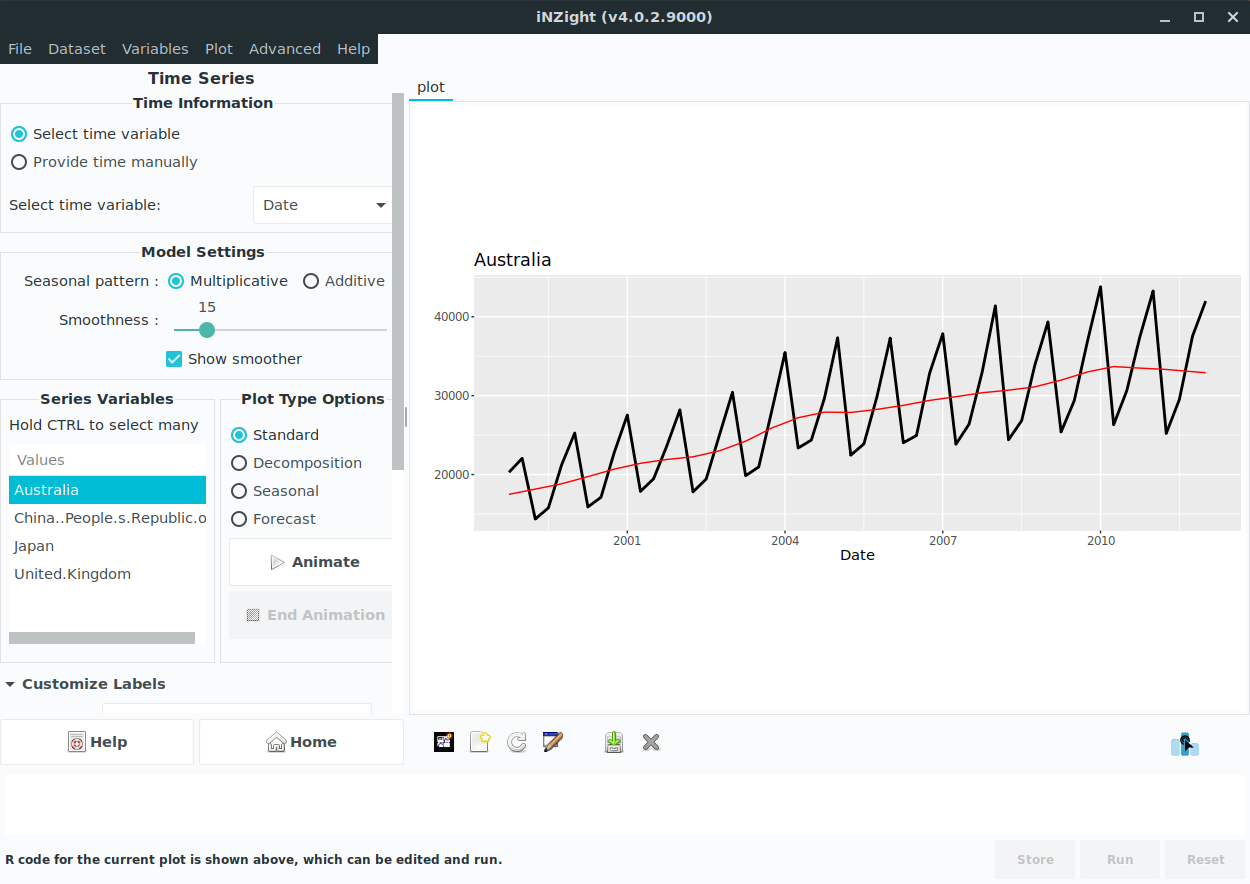 iNZight (v4.0.2.9000)
File Dataset Variables Plot Advanced Help
Time Series
Time Information
Select time variable
Provide time manually
Select time variable: Date
Model Settings
Seasonal pattern : Multiplicative Additive
15
Smoothness :
Show smoother
Series Variables
Hold CTRL to select many
Values
Australia
China..People.s.Republic.o
Japan
United.Kingdom
Plot Type Options
Standard
Decomposition
Seasonal
Forecast
Animate
End Animation
Customize Labels
Help
Home
plot
Australia
40000
30000
20000
2001 2004 2007 2010
Date
R code for the current plot is shown above, which can be edited and run.
Store Run Reset